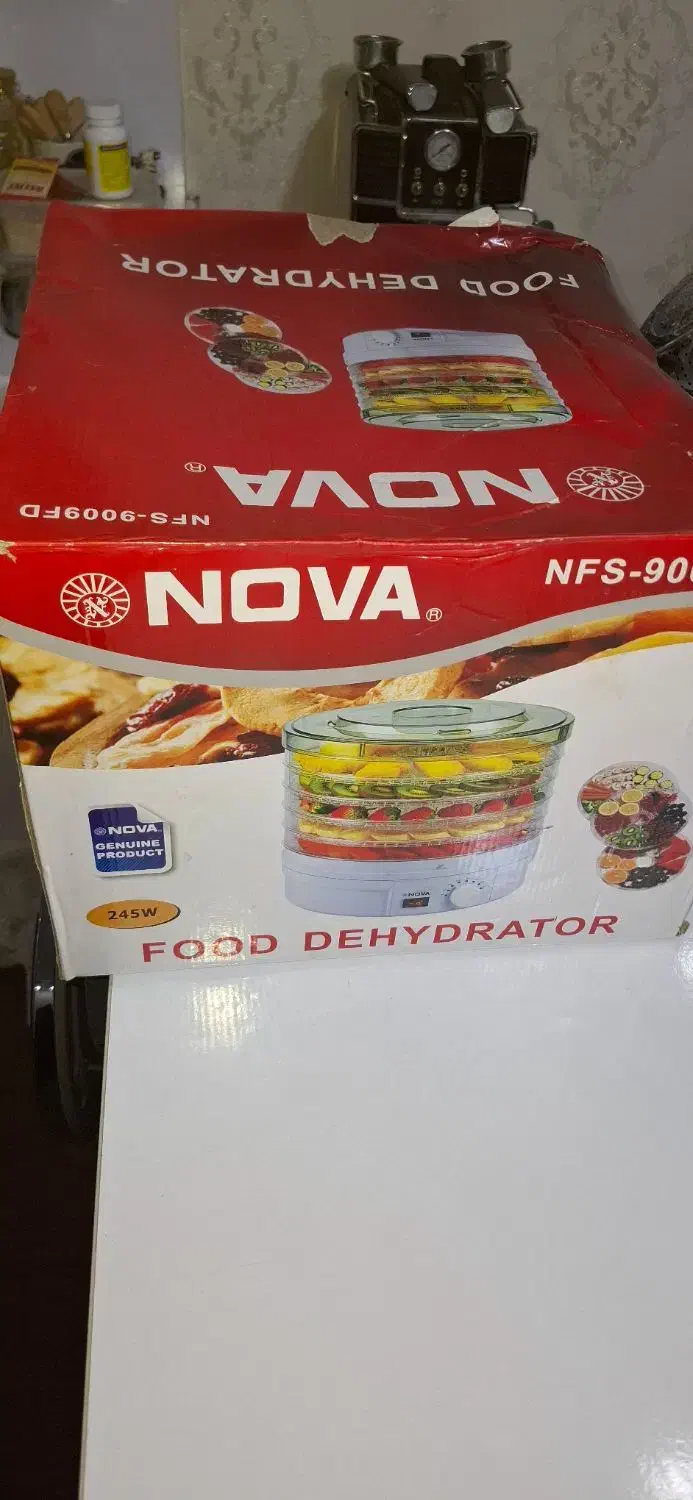 FOOD DEHYDRATOR
NOVA®
NFS-9009FD
NOVA®
NFS-900
NOVA
GENUINE
PRODUCT
245W
NOVA
FOOD DEHYDRATOR